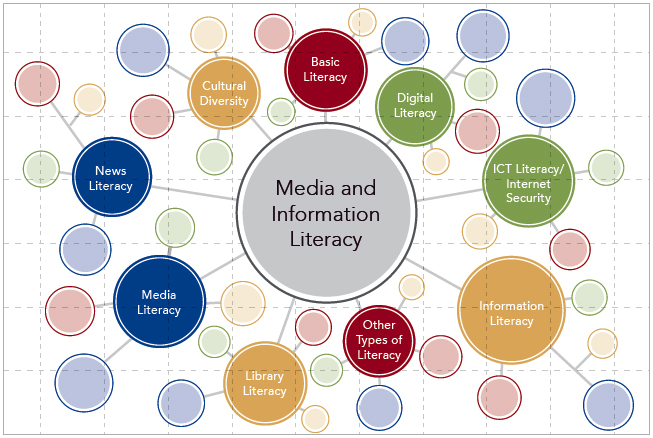 Basic
Literacy
Cultural
Diversity
Digital
Literacy
News
Literacy
ICT Literacy/
Internet
Security
Media and
Information
Literacy
Media
Literacy
Information
Literacy
Other
Types of
Literacy
Library
Literacy